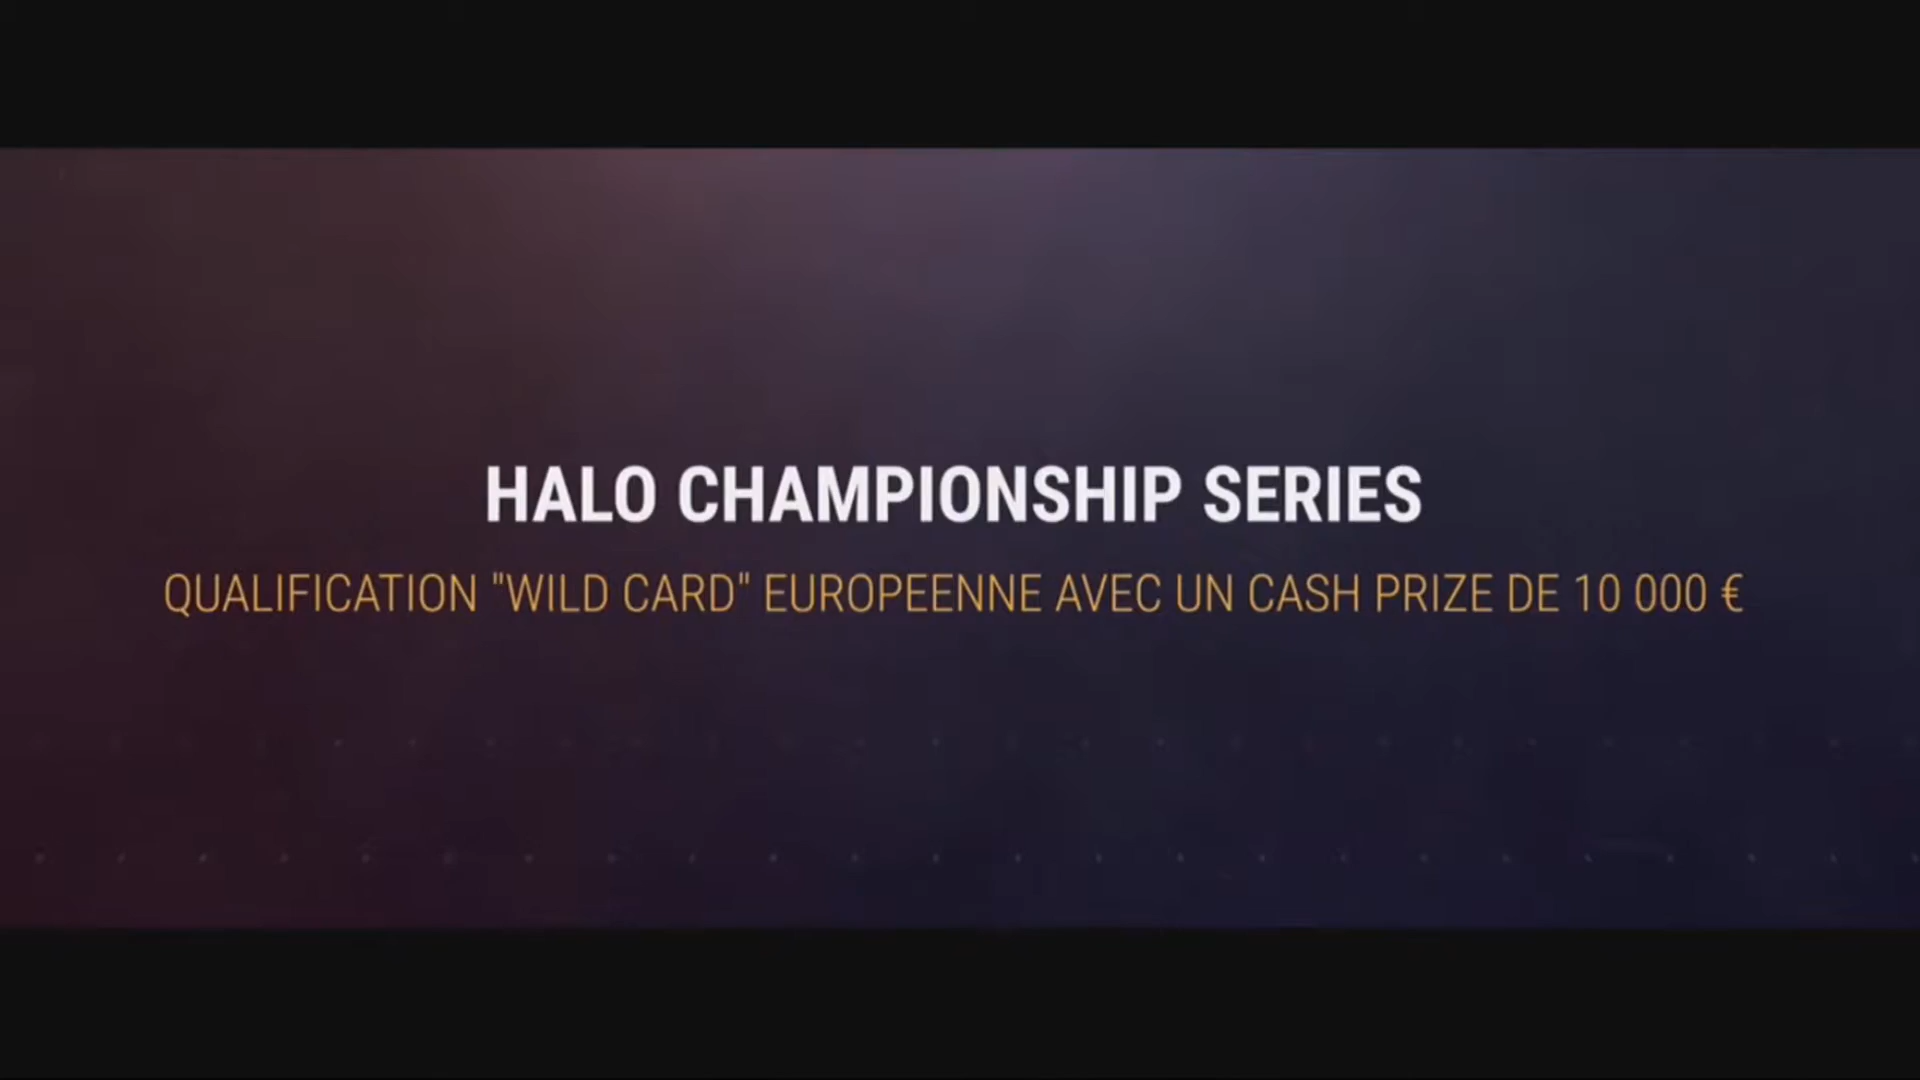 HALO CHAMPIONSHIP SERIES
QUALIFICATION "WILD CARD" EUROPEENNE AVEC UN CASH PRIZE DE 10 000 €